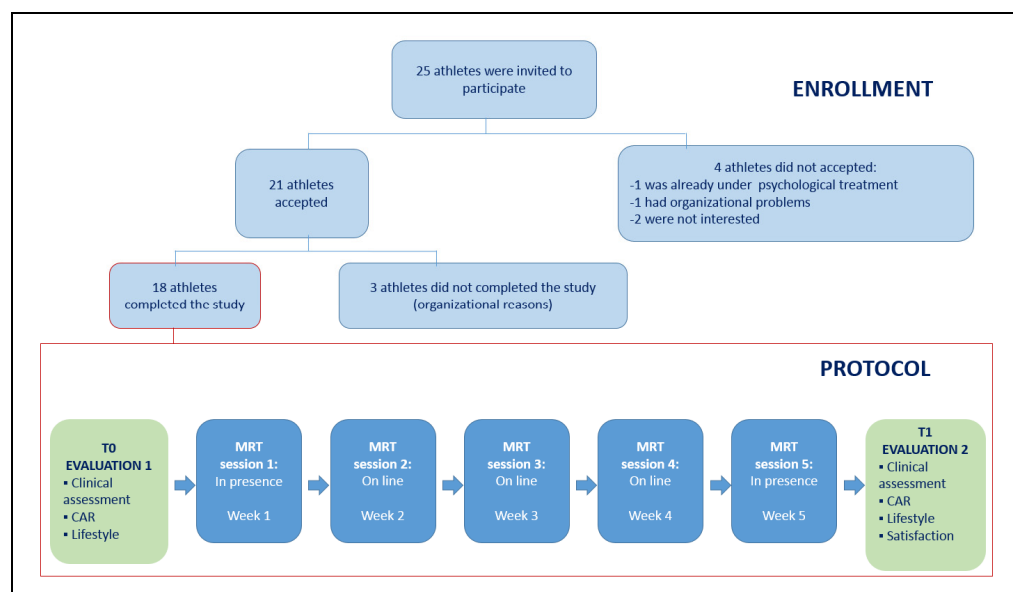 25 athletes were invited to
participate
ENROLLMENT
21 athletes
accepted
4 athletes did not accepted:
-1 was already under psychological treatment
-1 had organizational problems
-2 were not interested
18 athletes
completed the study
3 athletes did not completed the study
(organizational reasons)
PROTOCOL
T0
EVALUATION 1
▪ Clinical
assessment
▪ CAR
▪ Lifestyle
MRT
session 1:
In presence
Week 1
MRT
session 2:
On line
Week 2
MRT
session 3:
On line
Week 3
MRT
session 4:
On line
Week 4
MRT
session 5:
In presence
Week 5
T1
EVALUATION 2
▪ Clinical
assessment
▪ CAR
▪ Lifestyle
▪ Satisfaction